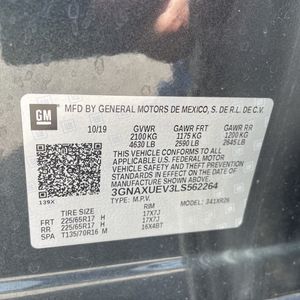 GM
MFD BY GENERAL MOTORS DE MEXICO, S. DE R.L. DE C.V.
10/19 GVWR GAWR FRT GAWR RR
2100 KG 1175 KG 1200 KG
4630 LB 2590 LB 2645 LB
THIS VEHICLE CONFORMS TO ALL
APPLICABLE U.S. FEDERAL MOTOR
VEHICLE SAFETY AND THEFT
PREVENTION STANDARDS IN EFFECT
ON THE DATE OF MANUFACTURE
SHOWN ABOVE.
3GNAXUEV3LS562264
139X TYPE: M.P.V. MODEL: 341XR26
TIRE RIM
FRT 225/65R17 H 17X7J
RR 225/65R17 H 17X7J
SPA T135/70R16 M 16X4BT